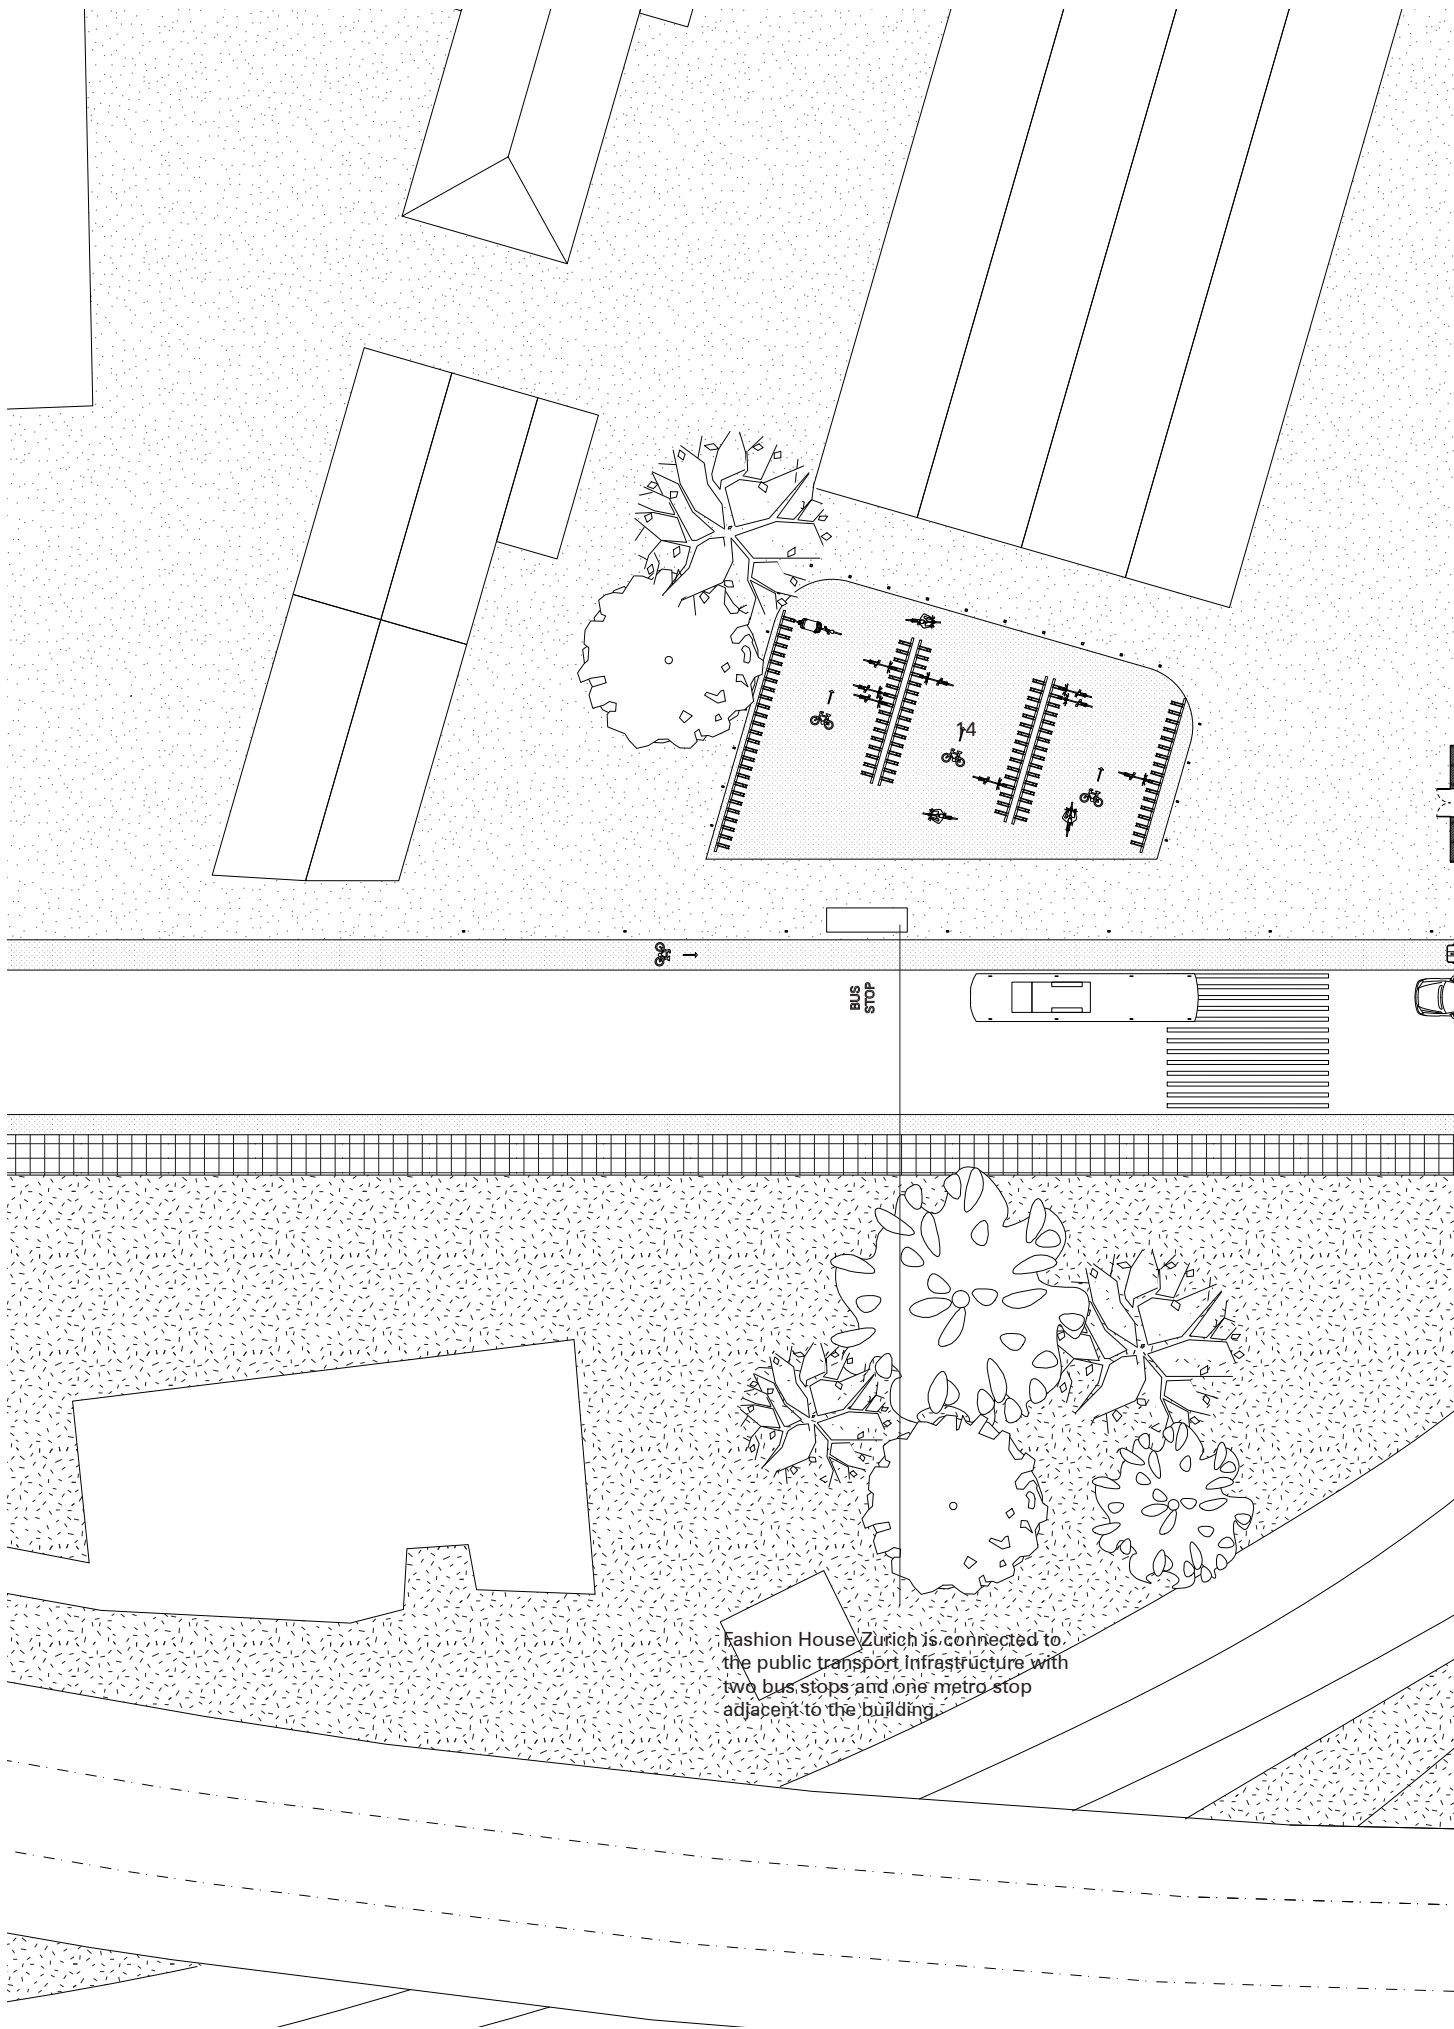 14
BUS
STOP
Fashion House Zurich is connected to
the public transport infrastructure with
two bus stops and one metro stop
adjacent to the building.